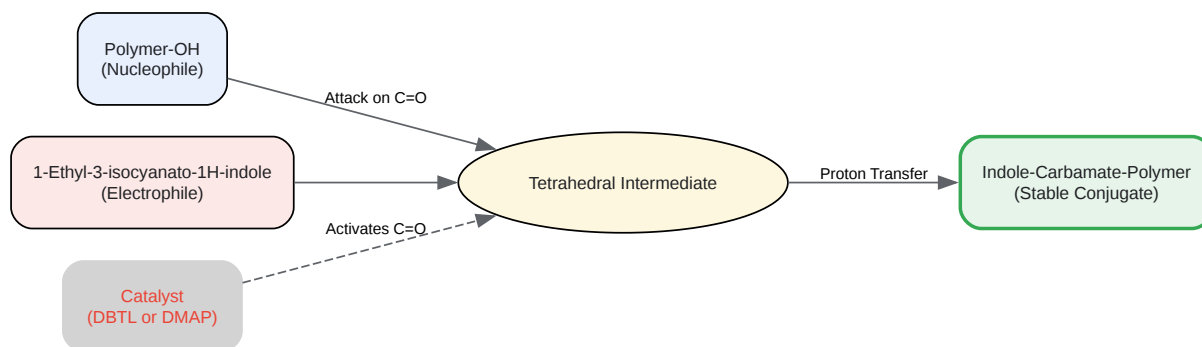 Polymer-OH
(Nucleophile)
Attack on C=O
1-Ethyl-3-isocyanato-1H-indole
(Electrophile)
Tetrahedral Intermediate
Proton Transfer
Indole-Carbamate-Polymer
(Stable Conjugate)
Activates C=O
Catalyst
(DBTL or DMAP)